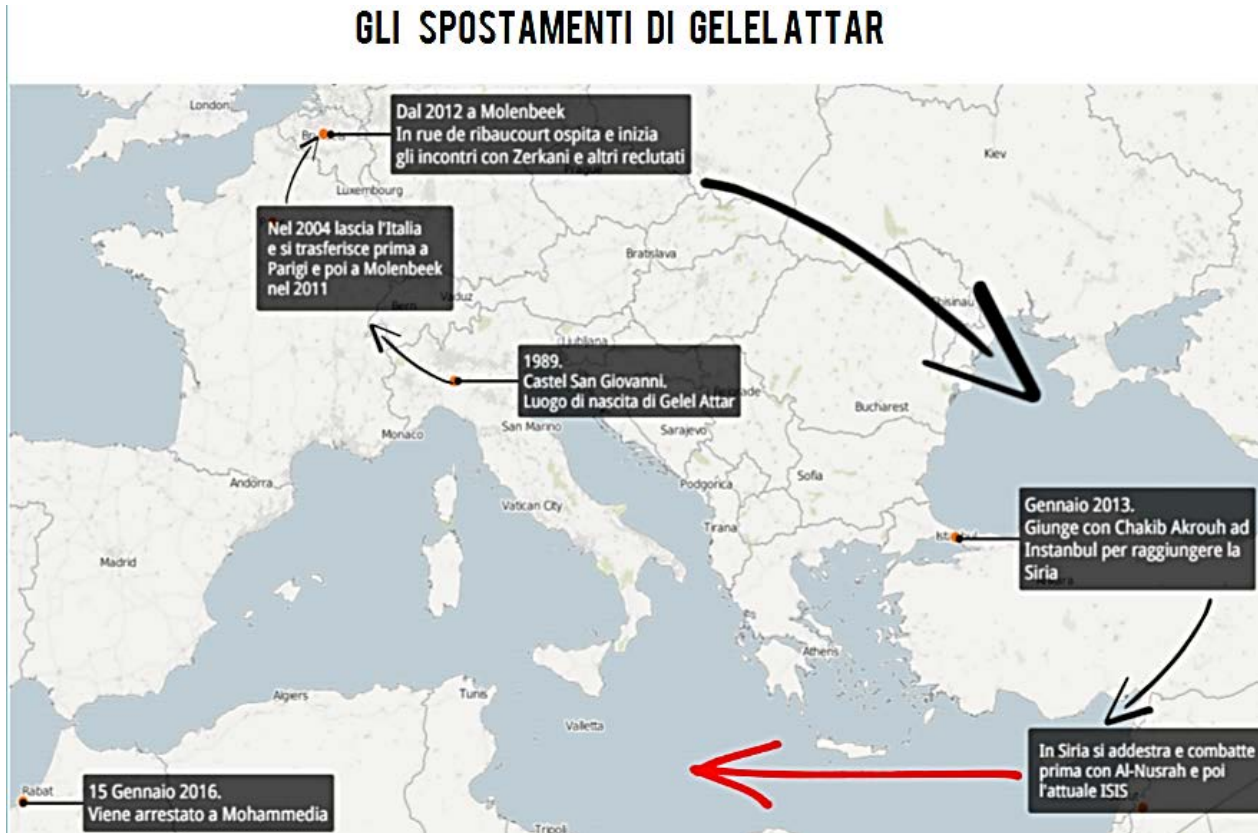 GLI SPOSTAMENTI DI GELEL ATTAR
London
Dal 2012 a Molenbeek
In rue de ribaucourt ospita e inizia
gli incontri con Zerkani e altri reclutati
Kiev
Luxembourg
Nel 2004 lascia l'Italia
e si trasferisce prima a
Parigi e poi a Molenbeek
nel 2011
Bratislava
Vaduz
Bern
Chisinau
Ljubljana
1989.
Castel San Giovanni.
Luogo di nascita di Gelel Attar
Belgrade
Bucharest
Monaco
San Marino
Sarajevo
Andorra
Podgorica
Sofia
Vatican City
Tirana
Gennaio 2013.
Giunge con Chakib Akrouh ad
Instanbul per raggiungere la
Siria
Madrid
Athens
Algiers
Tunis
Valletta
In Siria si addestra e combatte
prima con Al-Nusrah e poi
l'attuale ISIS
Rabat
15 Gennaio 2016.
Viene arrestato a Mohammedia
Tripoli